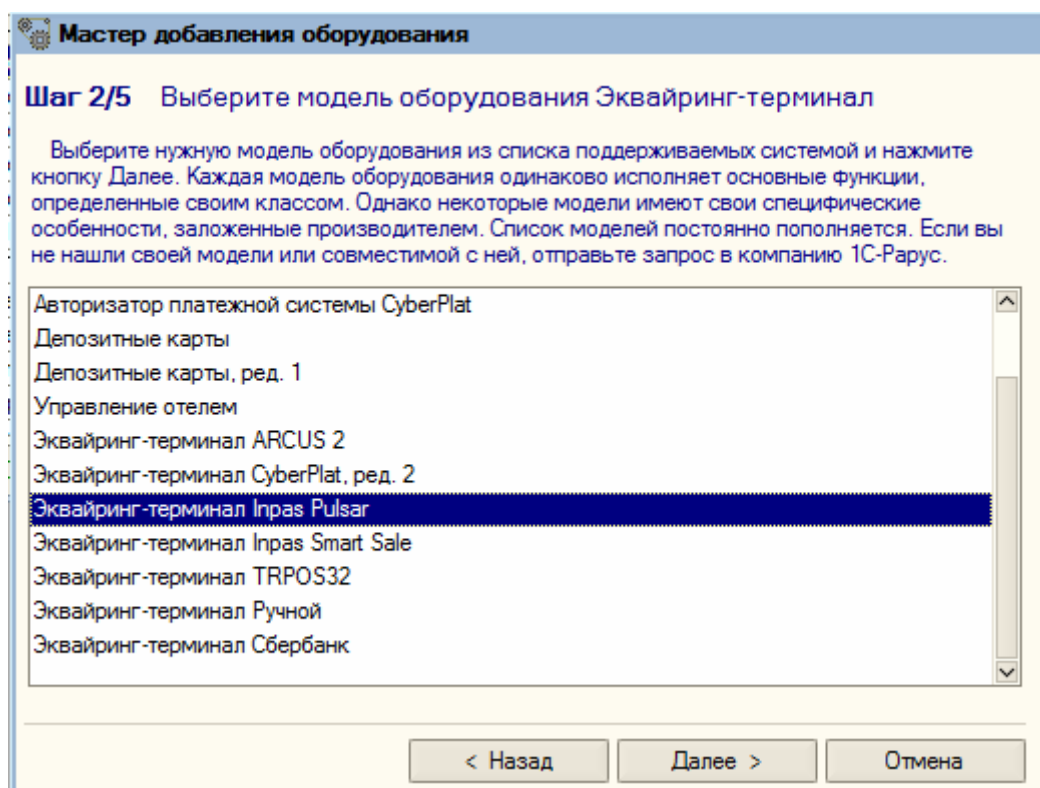 Мастер добавления оборудования
Шаг 2/5 Выберите модель оборудования Эквайринг-терминал
Выберите нужную модель оборудования из списка поддерживаемых системой и нажмите
кнопку Далее. Каждая модель оборудования одинаково исполняет основные функции,
определенные своим классом. Однако некоторые модели имеют свои специфические
особенности, заложенные производителем. Список моделей постоянно пополняется. Если вы
не нашли своей модели или совместимой с ней, отправьте запрос в компанию 1С-Рарус.
Авторизатор платежной системы CyberPlat
Депозитные карты
Депозитные карты, ред. 1
Управление отелем
Эквайринг-терминал ARCUS 2
Эквайринг-терминал CyberPlat, ред. 2
Эквайринг-терминал Inpas Pulsar
Эквайринг-терминал Inpas Smart Sale
Эквайринг-терминал TRPOS32
Эквайринг-терминал Ручной
Эквайринг-терминал Сбербанк
< Назад Далее > Отмена